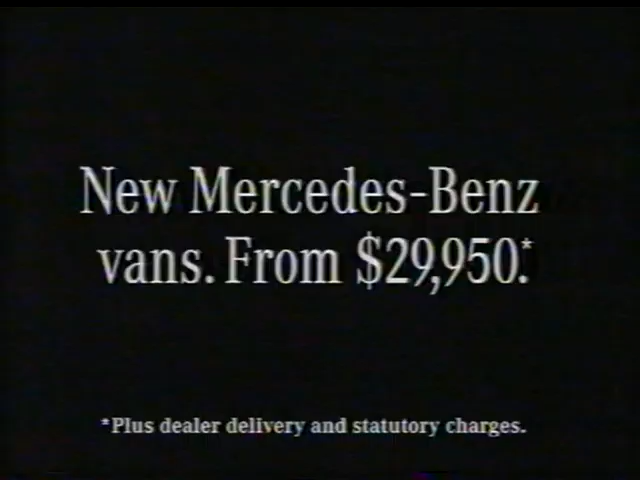 New Mercedes-Benz
vans. From $29,950.*
*Plus dealer delivery and statutory charges.